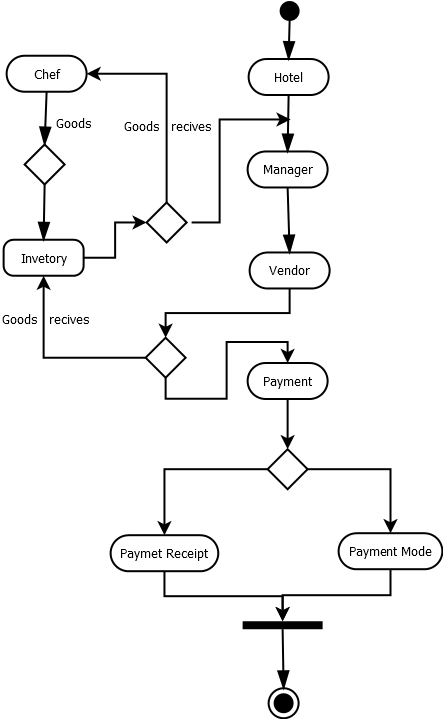 Chef
Hotel
Goods
Goods recives
Manager
Invetory
Vendor
Goods recives
Payment
Paymet Receipt
Payment Mode